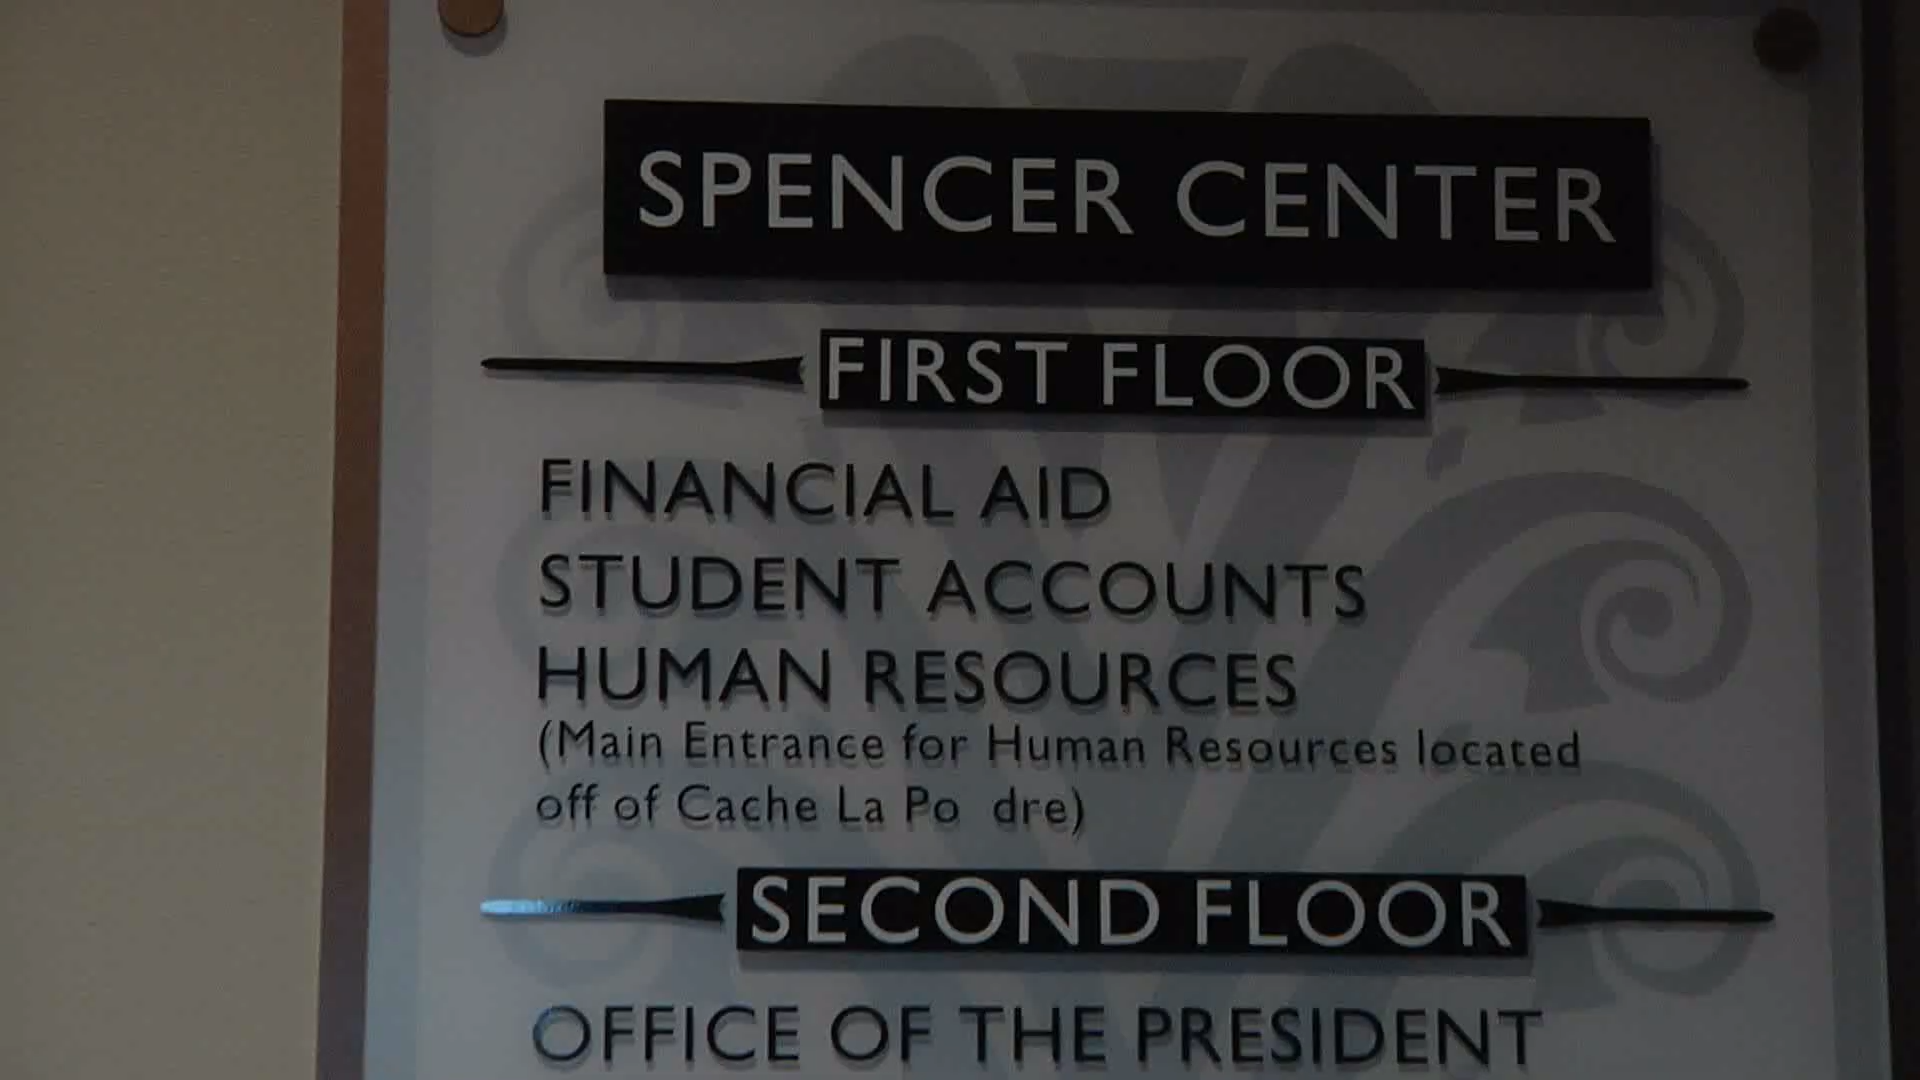 SPENCER CENTER
FIRST FLOOR
FINANCIAL AID
STUDENT ACCOUNTS
HUMAN RESOURCES
(Main Entrance for Human Resources located
off of Cache La Po dre)
SECOND FLOOR
OFFICE OF THE PRESIDENT